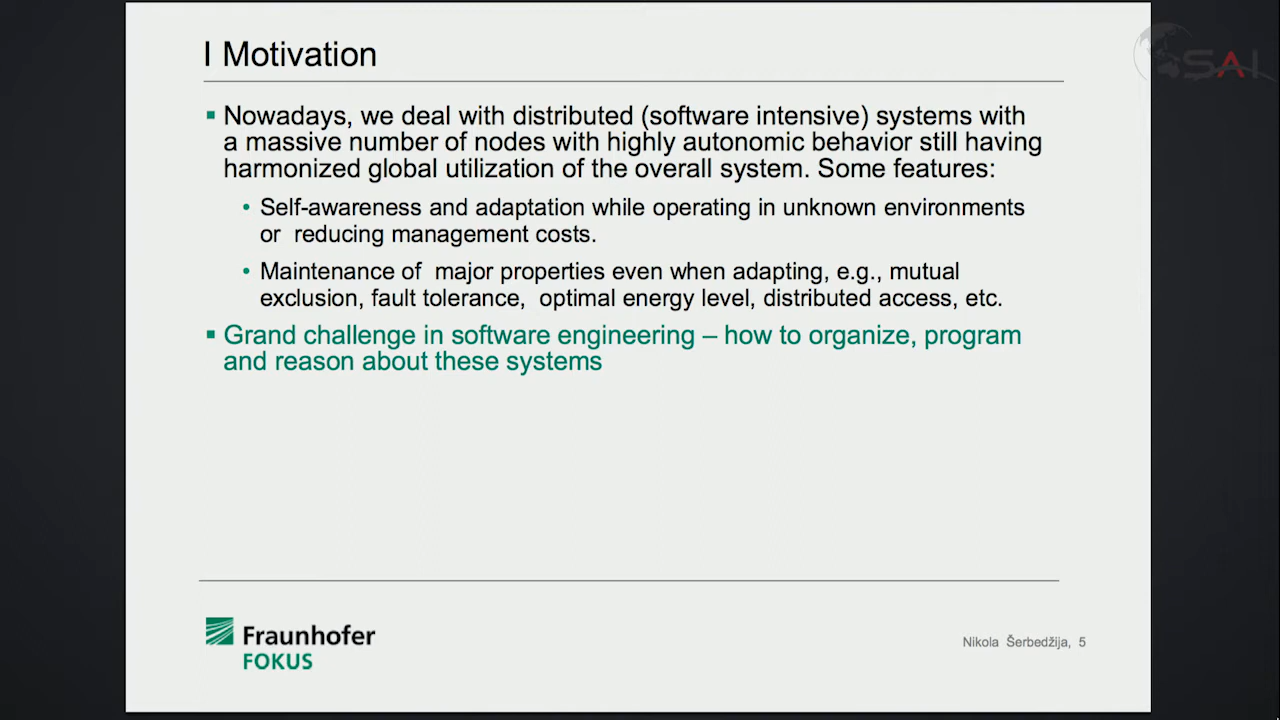 I Motivation
SAI
▪ Nowadays, we deal with distributed (software intensive) systems with
a massive number of nodes with highly autonomic behavior still having
harmonized global utilization of the overall system. Some features:
• Self-awareness and adaptation while operating in unknown environments
or reducing management costs.
• Maintenance of major properties even when adapting, e.g., mutual
exclusion, fault tolerance, optimal energy level, distributed access, etc.
▪ Grand challenge in software engineering – how to organize, program
and reason about these systems
Fraunhofer
FOKUS
Nikola Šerbedžija, 5